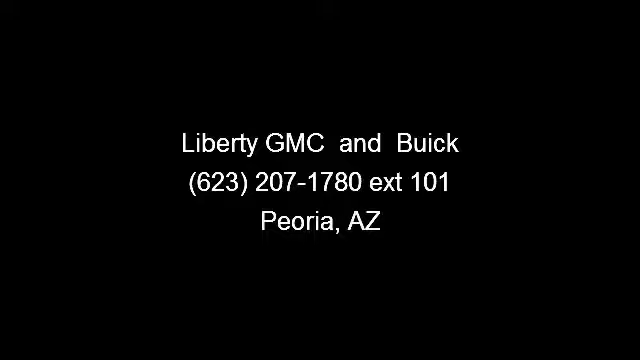 Liberty GMC  and  Buick
(623) 207-1780 ext 101
Peoria, AZ